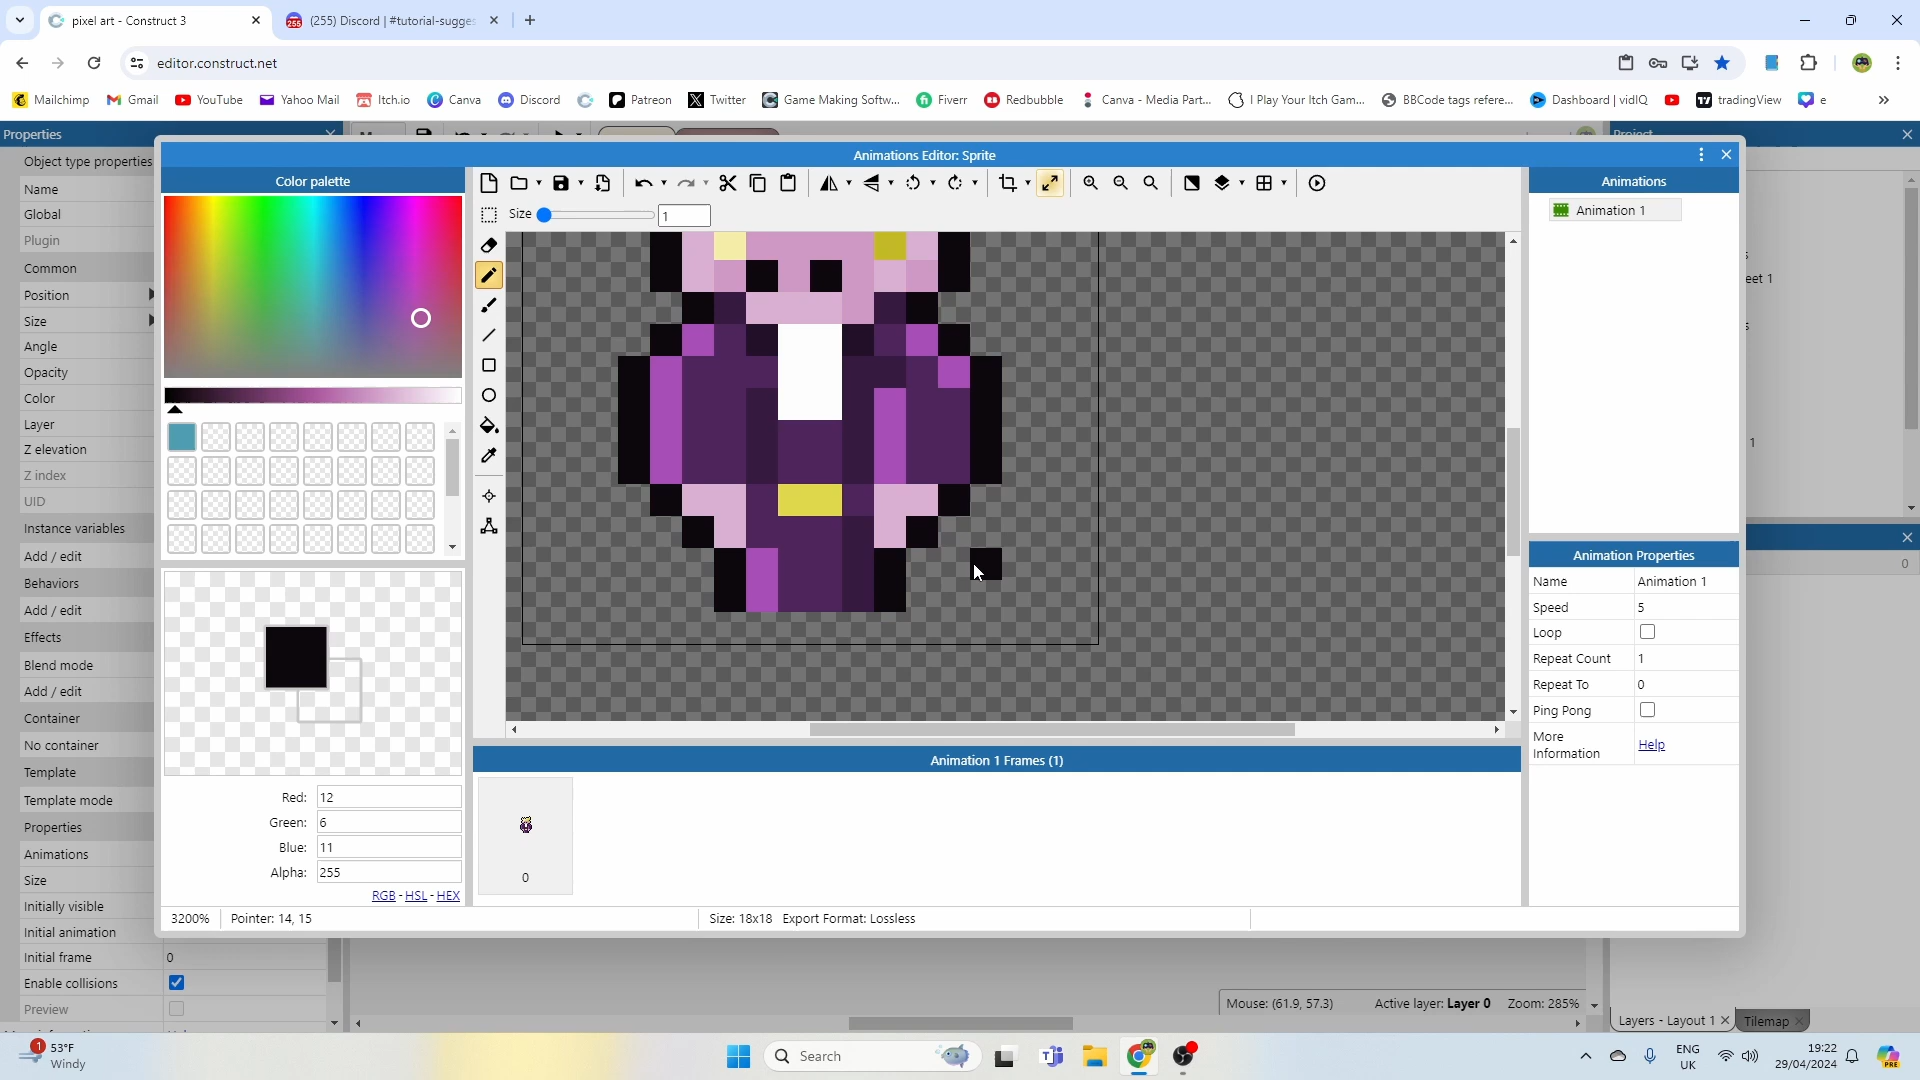 pixel art - Construct 3
(255) Discord | #tutorial-sugges
editor.construct.net
Mailchimp
Gmail
YouTube
Yahoo Mail
Itch.io
Canva
Discord
Patreon
Twitter
Game Making Softw...
Fiverr
Redbubble
Canva - Media Part...
I Play Your Itch Gam...
BBCode tags refere...
Dashboard | vidIQ
tradingView
e
Properties
Project
Animations Editor: Sprite
Object type properties
Name
Global
Plugin
Common
Position
Size
Angle
Opacity
Color
Layer
Z elevation
Z index
UID
Instance variables
Add / edit
Behaviors
Add / edit
Effects
Blend mode
Add / edit
Container
No container
Template
Template mode
Properties
Animations
Size
Initially visible
Initial animation
Initial frame 0
Enable collisions
Preview
Color palette
Size 1
Red: 12
Green: 6
Blue: 11
Alpha: 255
RGB - HSL - HEX
3200% Pointer: 14, 15
Size: 18x18 Export Format: Lossless
Animation 1 Frames (1)
0
Animations
Animation 1
Animation Properties
Name Animation 1
Speed 5
Loop
Repeat Count 1
Repeat To 0
Ping Pong
More Information Help
eet 1
s
1
0
Mouse: (61.9, 57.3) Active layer: Layer 0 Zoom: 285%
Layers - Layout 1
Tilemap
1
53°F
Windy
Search
ENG
UK
19:22
29/04/2024
PRE